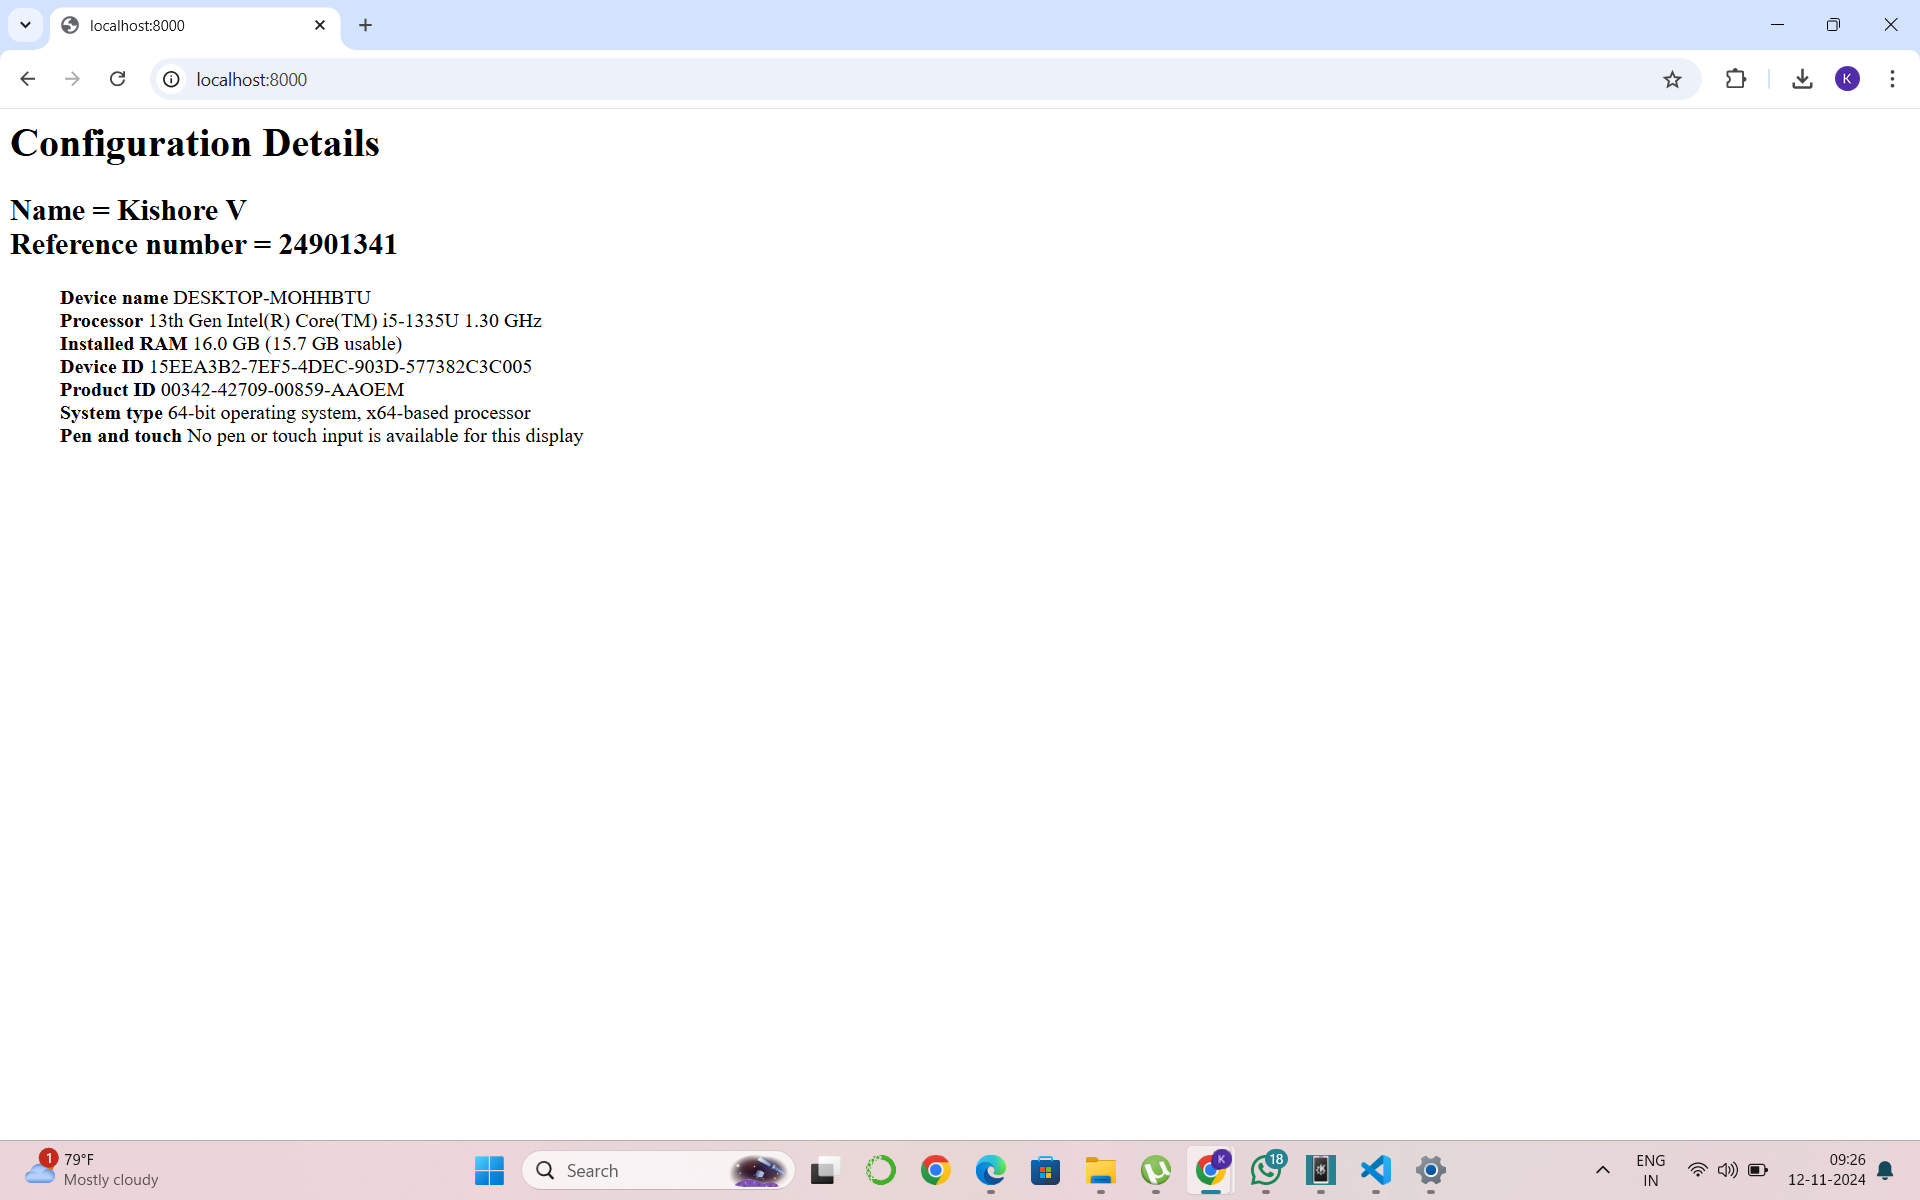 localhost:8000
localhost:8000
K
Configuration Details
Name = Kishore V
Reference number = 24901341
Device name DESKTOP-MOHHBTU
Processor 13th Gen Intel(R) Core(TM) i5-1335U 1.30 GHz
Installed RAM 16.0 GB (15.7 GB usable)
Device ID 15EEA3B2-7EF5-4DEC-903D-577382C3C005
Product ID 00342-42709-00859-AAOEM
System type 64-bit operating system, x64-based processor
Pen and touch No pen or touch input is available for this display
1
79°F
Mostly cloudy
Search
K
18
K
ENG
IN
09:26
12-11-2024